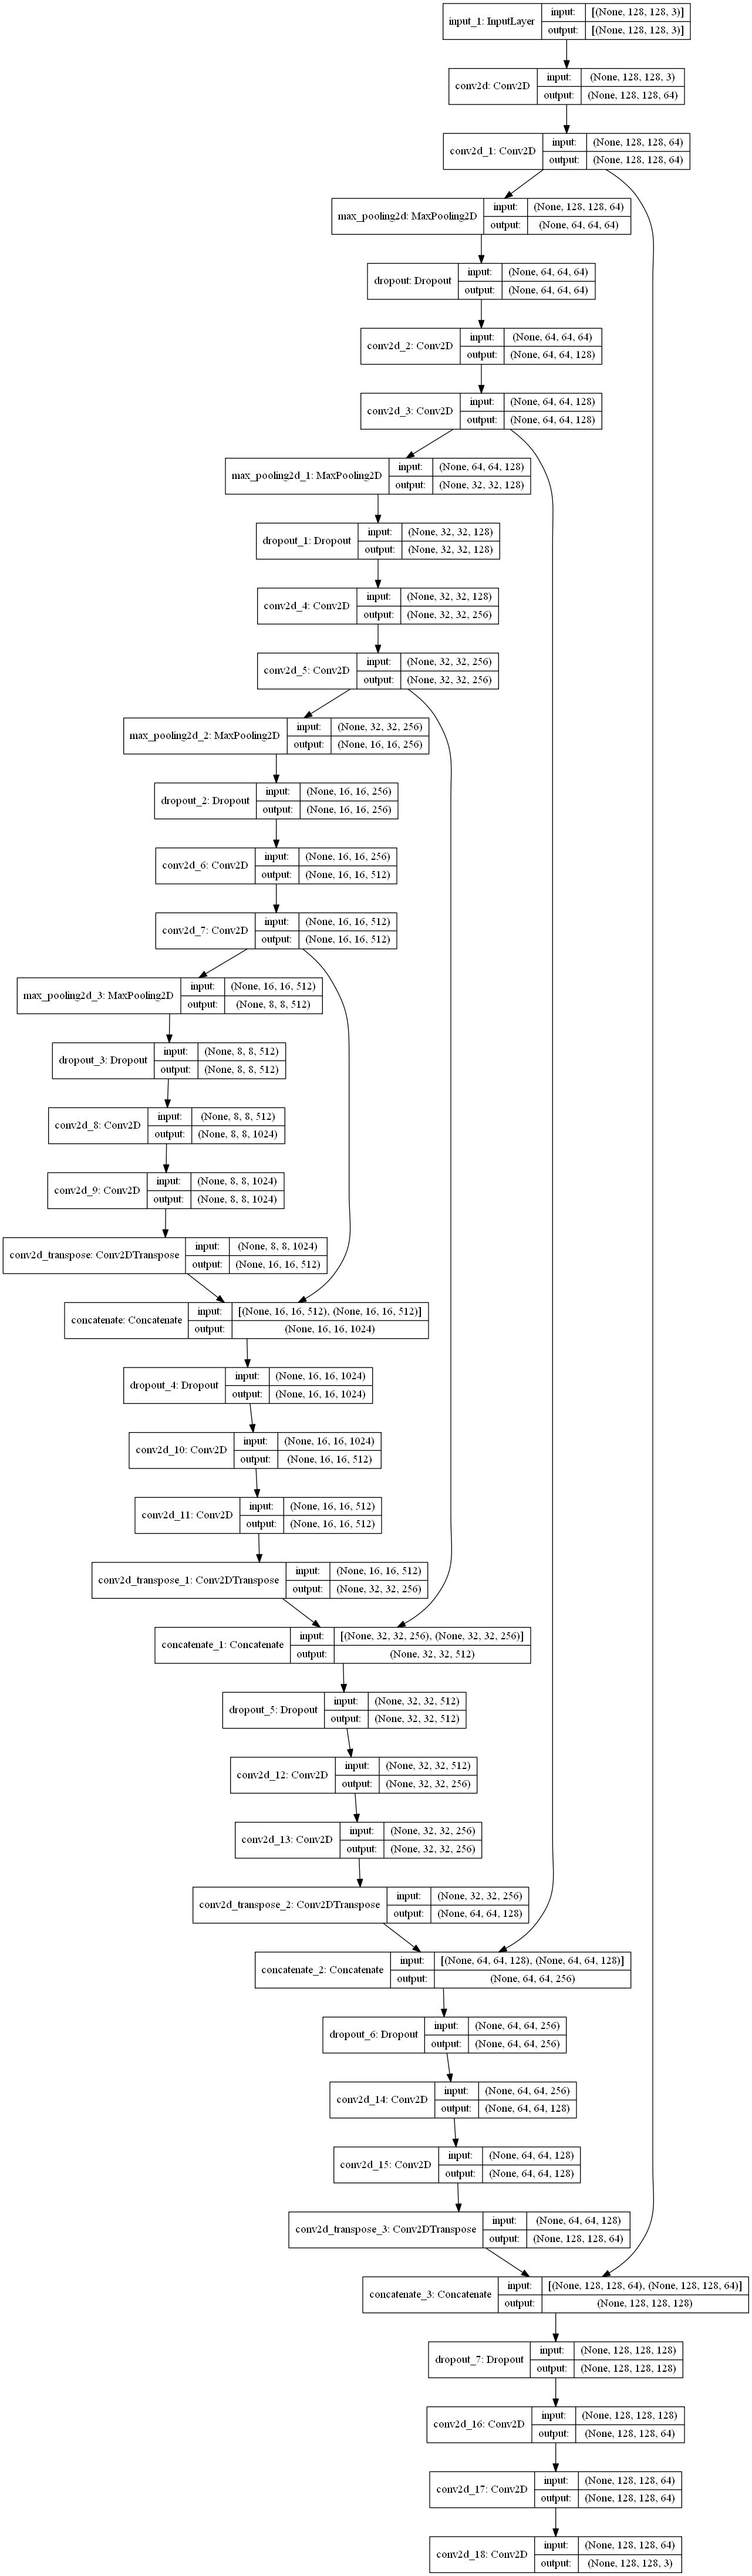 input_1: InputLayer
input: [(None, 128, 128, 3)]
output: [(None, 128, 128, 3)]
conv2d: Conv2D
input: (None, 128, 128, 3)
output: (None, 128, 128, 64)
conv2d_1: Conv2D
input: (None, 128, 128, 64)
output: (None, 128, 128, 64)
max_pooling2d: MaxPooling2D
input: (None, 128, 128, 64)
output: (None, 64, 64, 64)
dropout: Dropout
input: (None, 64, 64, 64)
output: (None, 64, 64, 64)
conv2d_2: Conv2D
input: (None, 64, 64, 64)
output: (None, 64, 64, 128)
conv2d_3: Conv2D
input: (None, 64, 64, 128)
output: (None, 64, 64, 128)
max_pooling2d_1: MaxPooling2D
input: (None, 64, 64, 128)
output: (None, 32, 32, 128)
dropout_1: Dropout
input: (None, 32, 32, 128)
output: (None, 32, 32, 128)
conv2d_4: Conv2D
input: (None, 32, 32, 128)
output: (None, 32, 32, 256)
conv2d_5: Conv2D
input: (None, 32, 32, 256)
output: (None, 32, 32, 256)
max_pooling2d_2: MaxPooling2D
input: (None, 32, 32, 256)
output: (None, 16, 16, 256)
dropout_2: Dropout
input: (None, 16, 16, 256)
output: (None, 16, 16, 256)
conv2d_6: Conv2D
input: (None, 16, 16, 256)
output: (None, 16, 16, 512)
conv2d_7: Conv2D
input: (None, 16, 16, 512)
output: (None, 16, 16, 512)
max_pooling2d_3: MaxPooling2D
input: (None, 16, 16, 512)
output: (None, 8, 8, 512)
dropout_3: Dropout
input: (None, 8, 8, 512)
output: (None, 8, 8, 512)
conv2d_8: Conv2D
input: (None, 8, 8, 512)
output: (None, 8, 8, 1024)
conv2d_9: Conv2D
input: (None, 8, 8, 1024)
output: (None, 8, 8, 1024)
conv2d_transpose: Conv2DTranspose
input: (None, 8, 8, 1024)
output: (None, 16, 16, 512)
concatenate: Concatenate
input: [(None, 16, 16, 512), (None, 16, 16, 512)]
output: (None, 16, 16, 1024)
dropout_4: Dropout
input: (None, 16, 16, 1024)
output: (None, 16, 16, 1024)
conv2d_10: Conv2D
input: (None, 16, 16, 1024)
output: (None, 16, 16, 512)
conv2d_11: Conv2D
input: (None, 16, 16, 512)
output: (None, 16, 16, 512)
conv2d_transpose_1: Conv2DTranspose
input: (None, 16, 16, 512)
output: (None, 32, 32, 256)
concatenate_1: Concatenate
input: [(None, 32, 32, 256), (None, 32, 32, 256)]
output: (None, 32, 32, 512)
dropout_5: Dropout
input: (None, 32, 32, 512)
output: (None, 32, 32, 512)
conv2d_12: Conv2D
input: (None, 32, 32, 512)
output: (None, 32, 32, 256)
conv2d_13: Conv2D
input: (None, 32, 32, 256)
output: (None, 32, 32, 256)
conv2d_transpose_2: Conv2DTranspose
input: (None, 32, 32, 256)
output: (None, 64, 64, 128)
concatenate_2: Concatenate
input: [(None, 64, 64, 128), (None, 64, 64, 128)]
output: (None, 64, 64, 256)
dropout_6: Dropout
input: (None, 64, 64, 256)
output: (None, 64, 64, 256)
conv2d_14: Conv2D
input: (None, 64, 64, 256)
output: (None, 64, 64, 128)
conv2d_15: Conv2D
input: (None, 64, 64, 128)
output: (None, 64, 64, 128)
conv2d_transpose_3: Conv2DTranspose
input: (None, 64, 64, 128)
output: (None, 128, 128, 64)
concatenate_3: Concatenate
input: [(None, 128, 128, 64), (None, 128, 128, 64)]
output: (None, 128, 128, 128)
dropout_7: Dropout
input: (None, 128, 128, 128)
output: (None, 128, 128, 128)
conv2d_16: Conv2D
input: (None, 128, 128, 128)
output: (None, 128, 128, 64)
conv2d_17: Conv2D
input: (None, 128, 128, 64)
output: (None, 128, 128, 64)
conv2d_18: Conv2D
input: (None, 128, 128, 64)
output: (None, 128, 128, 3)